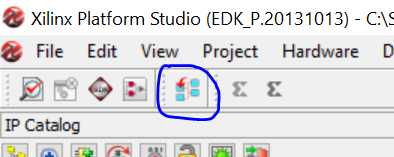 Xilinx Platform Studio (EDK_P.20131013) - C:\S
File Edit View Project Hardware D
Σ Σ
IP Catalog